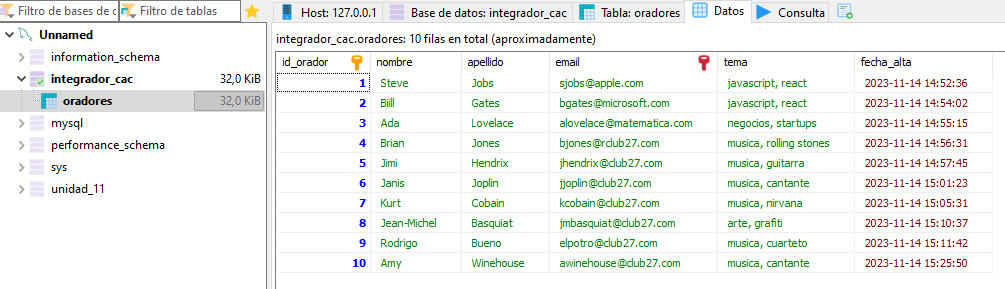 Filtro de bases de d
Filtro de tablas
Host: 127.0.0.1
Base de datos: integrador_cac
Tabla: oradores
Datos
Consulta
Unnamed
information_schema
integrador_cac 32,0 KiB
oradores 32,0 KiB
mysql
performance_schema
sys
unidad_11
integrador_cac.oradores: 10 filas en total (aproximadamente)
id_orador nombre apellido email tema fecha_alta
1 Steve Jobs sjobs@apple.com javascript, react 2023-11-14 14:52:36
2 Biill Gates bgates@microsoft.com javascript, react 2023-11-14 14:54:02
3 Ada Lovelace alovelace@matematica.com negocios, startups 2023-11-14 14:55:15
4 Brian Jones bjones@rclub27.com musica, rolling stones 2023-11-14 14:56:31
5 Jimi Hendrix jhendrix@club27.com musica, guitarra 2023-11-14 14:57:45
6 Janis Joplin jjoplin@club27.com musica, cantante 2023-11-14 15:01:23
7 Kurt Cobain kcobain@club27.com musica, nirvana 2023-11-14 15:05:31
8 Jean-Michel Basquiat jmbasquiat@club27.com arte, grafiti 2023-11-14 15:10:37
9 Rodrigo Bueno elpotro@club27.com musica, cuarteto 2023-11-14 15:11:42
10 Amy Winehouse awinehouse@club27.com musica, cantante 2023-11-14 15:25:50